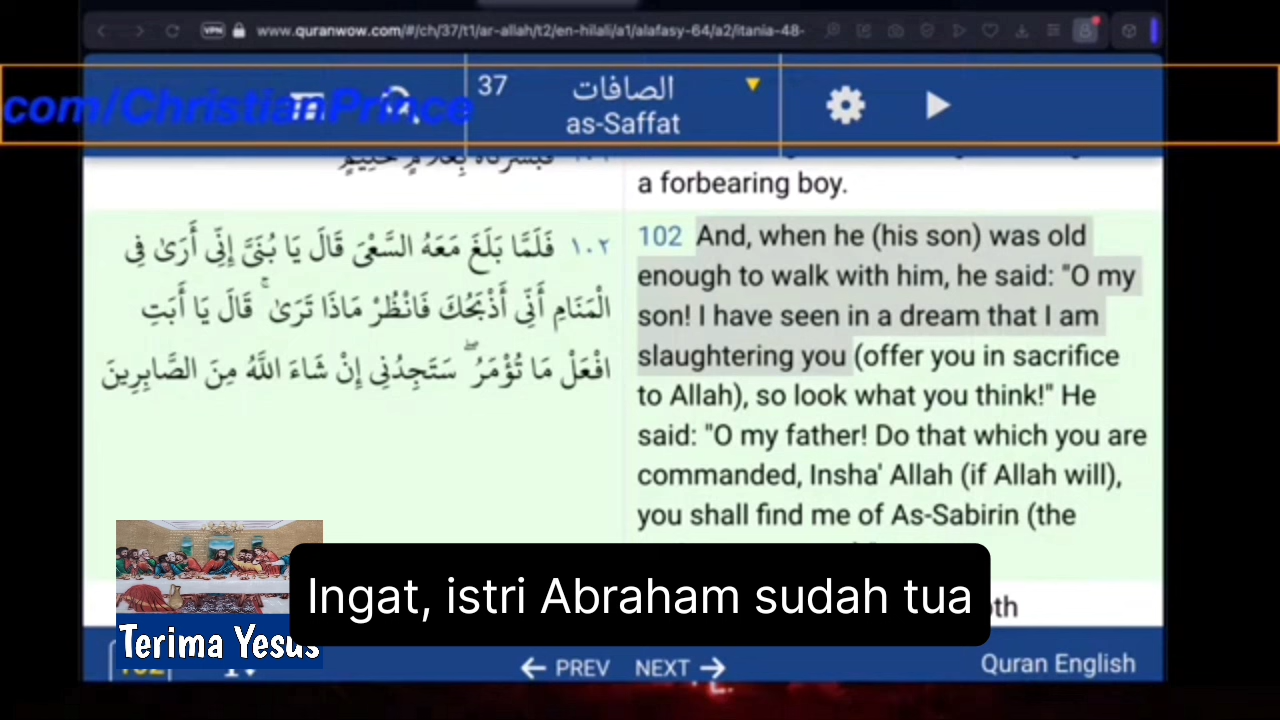 VPN www.quranwow.com/#/ch/37/t1/ar-allah/t2/en-hilali/a1/alafasy-64/a2/itania-48-
com/ChristianPrince
37
الصافات
as-Saffat
a forbearing boy.
١٠٢ فَلَمَّا بَلَغَ مَعَهُ السَّعْىَ قَالَ يَا بُنَىَّ إِنِّى أَرَىٰ فِى
الْمَنَامِ أَنِّى أَذْبَحُكَ فَانْظُرْ مَاذَا تَرَىٰ ۚ قَالَ يَا أَبَتِ
افْعَلْ مَا تُؤْمَرُ ۖ سَتَجِدُنِى إِنْ شَاءَ اللَّهُ مِنَ الصَّابِرِينَ
102 And, when he (his son) was old
enough to walk with him, he said: "O my
son! I have seen in a dream that I am
slaughtering you (offer you in sacrifice
to Allah), so look what you think!" He
said: "O my father! Do that which you are
commanded, Insha' Allah (if Allah will),
you shall find me of As-Sabirin (the
Ingat, istri Abraham sudah tua
Terima Yesus
PREV NEXT
Quran English